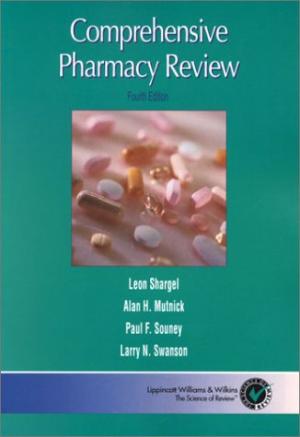 Comprehensive
Pharmacy Review
Fourth Edition
Leon Shargel
Alan H. Mutnick
Paul F. Souney
Larry N. Swanson
Lippincott Williams & Wilkins
The Science of Review™